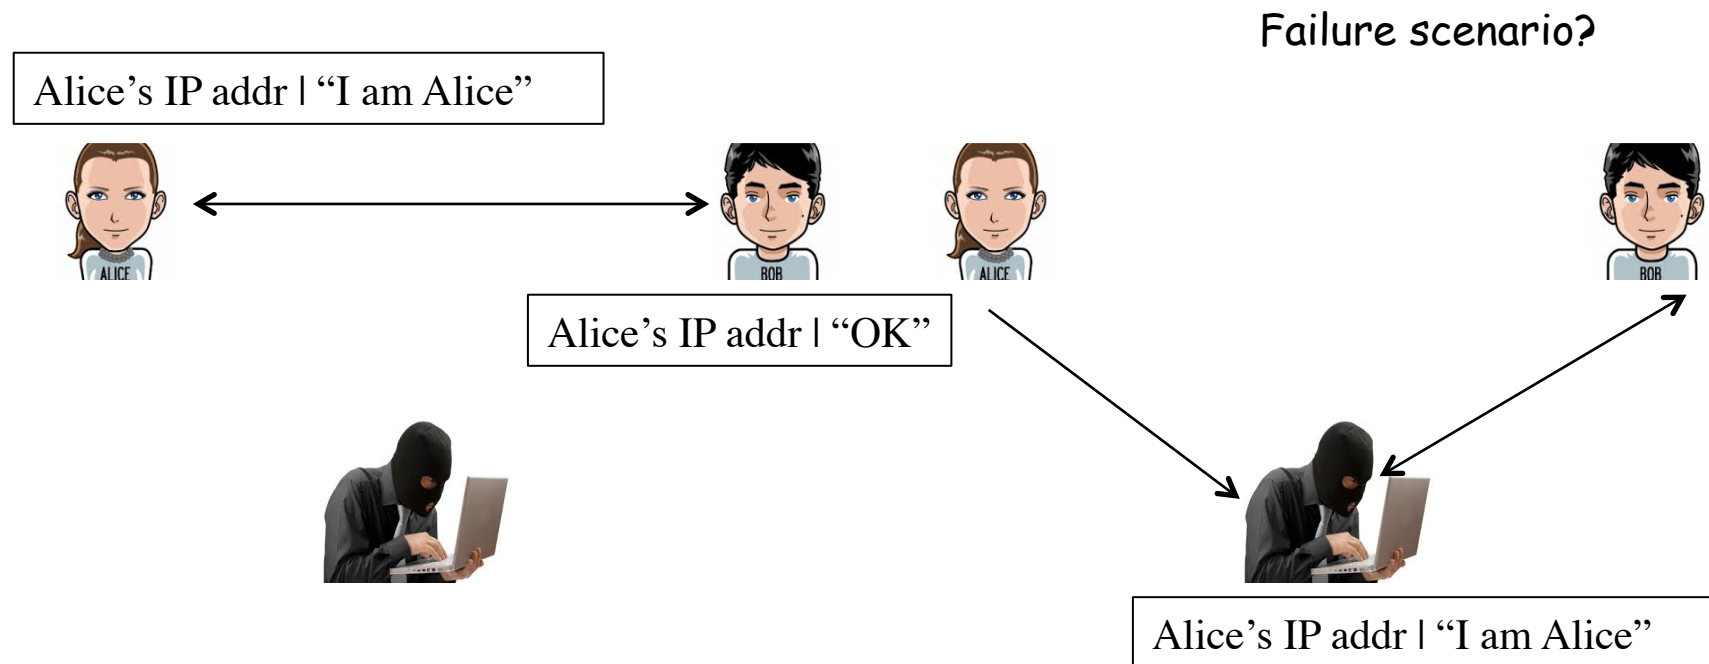 Failure scenario?
Alice’s IP addr | “I am Alice”
ALICE
BOB
ALICE
BOB
Alice’s IP addr | “OK”
Alice’s IP addr | “I am Alice”